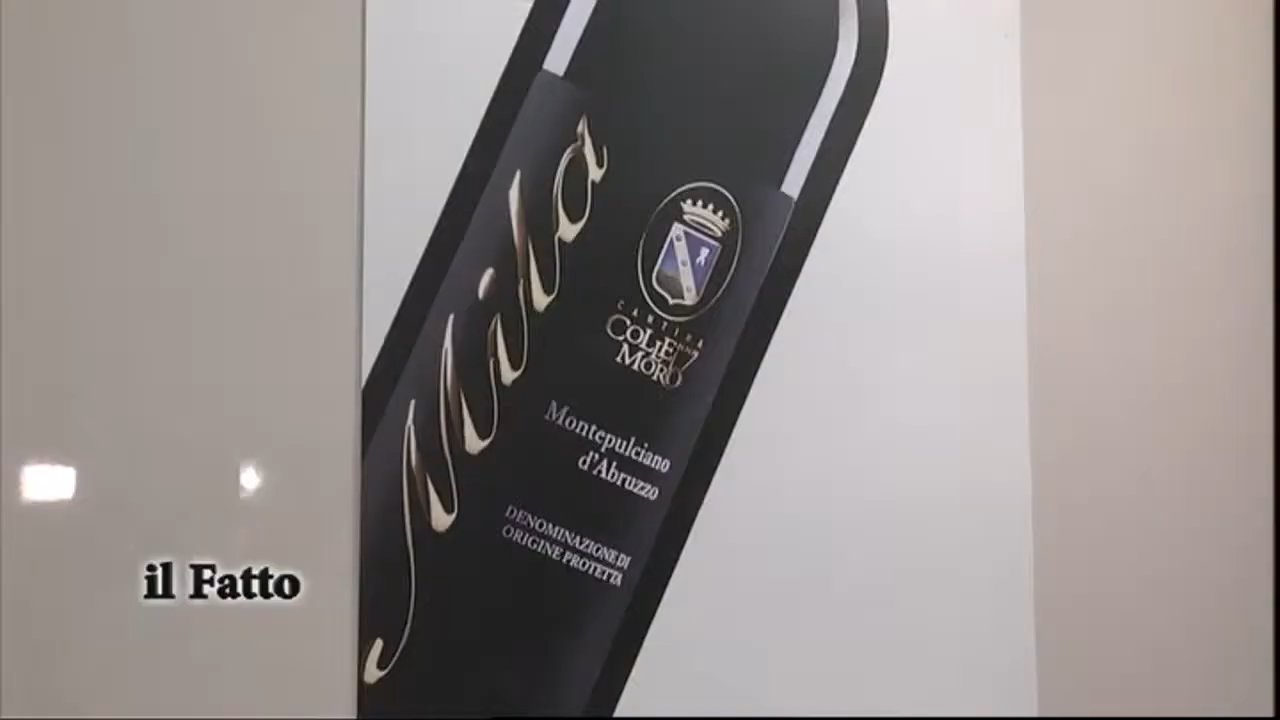 Mila
CANTINA
COLLE
MORO
Montepulciano
d'Abruzzo
DENOMINAZIONE DI
ORIGINE PROTETTA
il Fatto